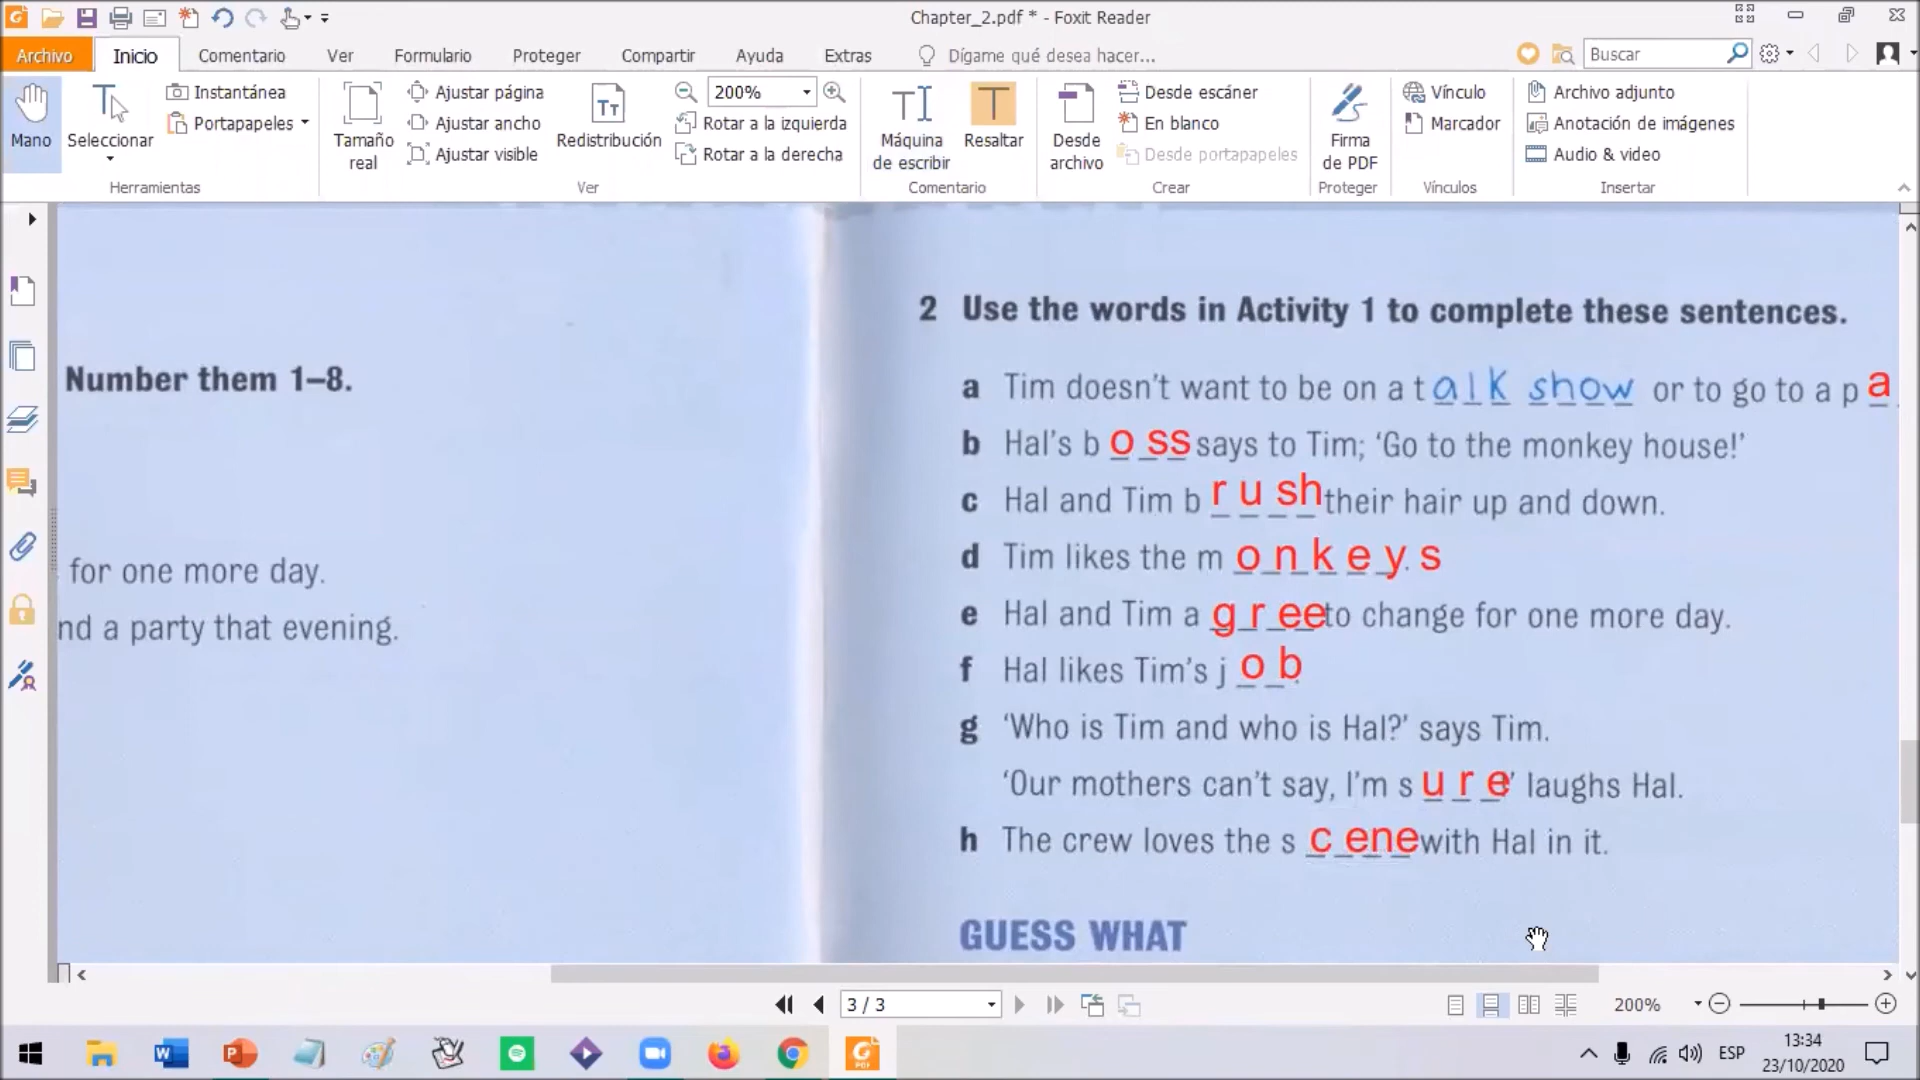 Chapter_2.pdf * - Foxit Reader
Archivo Inicio Comentario Ver Formulario Proteger Compartir Ayuda Extras Dígame qué desea hacer... Buscar
Mano Seleccionar Instantánea Portapapeles
Herramientas
Tamaño real Ajustar página Ajustar ancho Ajustar visible Redistribución 200% Rotar a la izquierda Rotar a la derecha
Ver
Máquina de escribir Resaltar
Comentario
Desde archivo Desde escáner En blanco Desde portapapeles
Crear
Firma de PDF
Proteger
Vínculo Marcador
Vínculos
Archivo adjunto Anotación de imágenes Audio & video
Insertar
Number them 1–8.
for one more day.
nd a party that evening.
2 Use the words in Activity 1 to complete these sentences.
a Tim doesn't want to be on a t alk show or to go to a p a
b Hal's b o ss says to Tim; 'Go to the monkey house!'
c Hal and Tim b r u sh their hair up and down.
d Tim likes the m o n k e y. s
e Hal and Tim a g r ee to change for one more day.
f Hal likes Tim's j o b.
g 'Who is Tim and who is Hal?' says Tim.
'Our mothers can't say, I'm s u r e' laughs Hal.
h The crew loves the s c ene with Hal in it.
GUESS WHAT
3 / 3
200%
ESP
13:34
23/10/2020